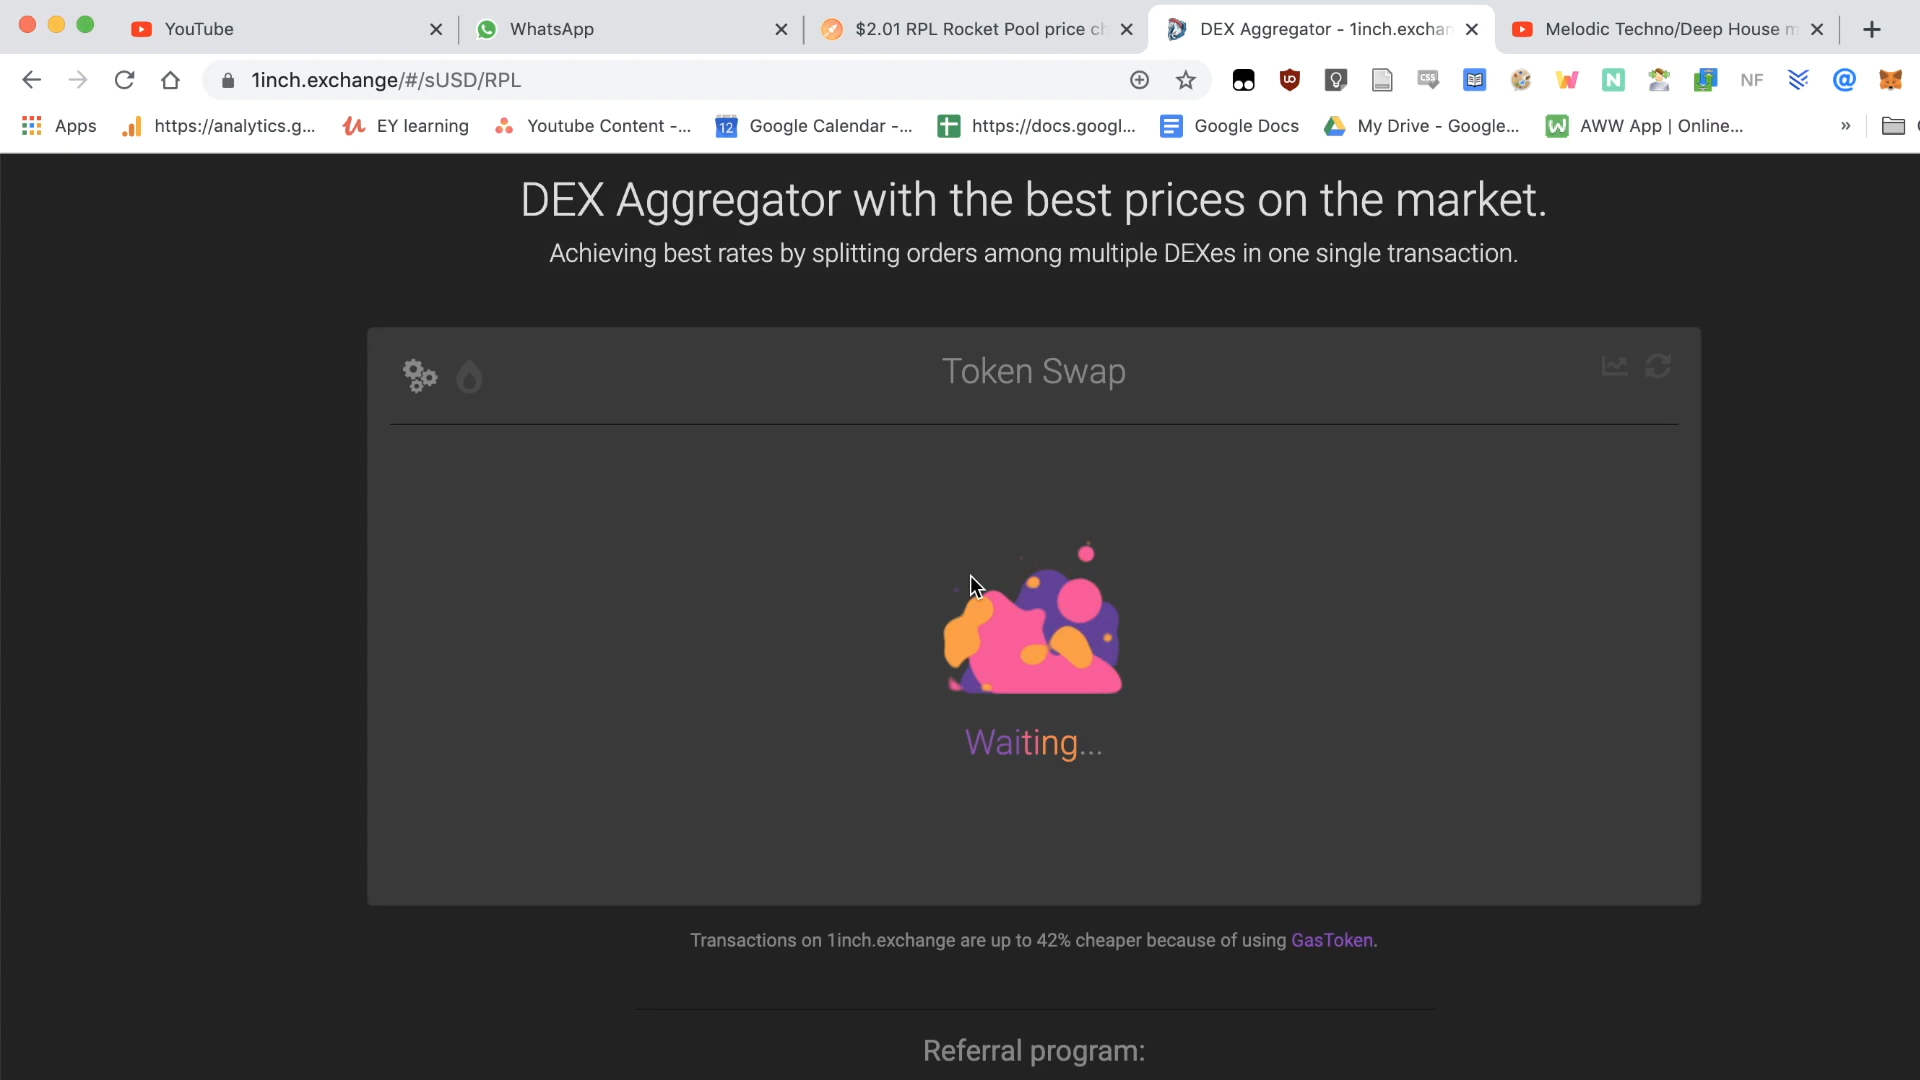 YouTube
WhatsApp
$2.01 RPL Rocket Pool price ch
DEX Aggregator - 1inch.exchan
Melodic Techno/Deep House m
1inch.exchange/#/sUSD/RPL
CSS
N
NF
Apps
https://analytics.g...
EY learning
Youtube Content -...
12
Google Calendar -...
https://docs.googl...
Google Docs
My Drive - Google...
AWW App | Online...
»
DEX Aggregator with the best prices on the market.
Achieving best rates by splitting orders among multiple DEXes in one single transaction.
Token Swap
Waiting...
Transactions on 1inch.exchange are up to 42% cheaper because of using GasToken.
Referral program: